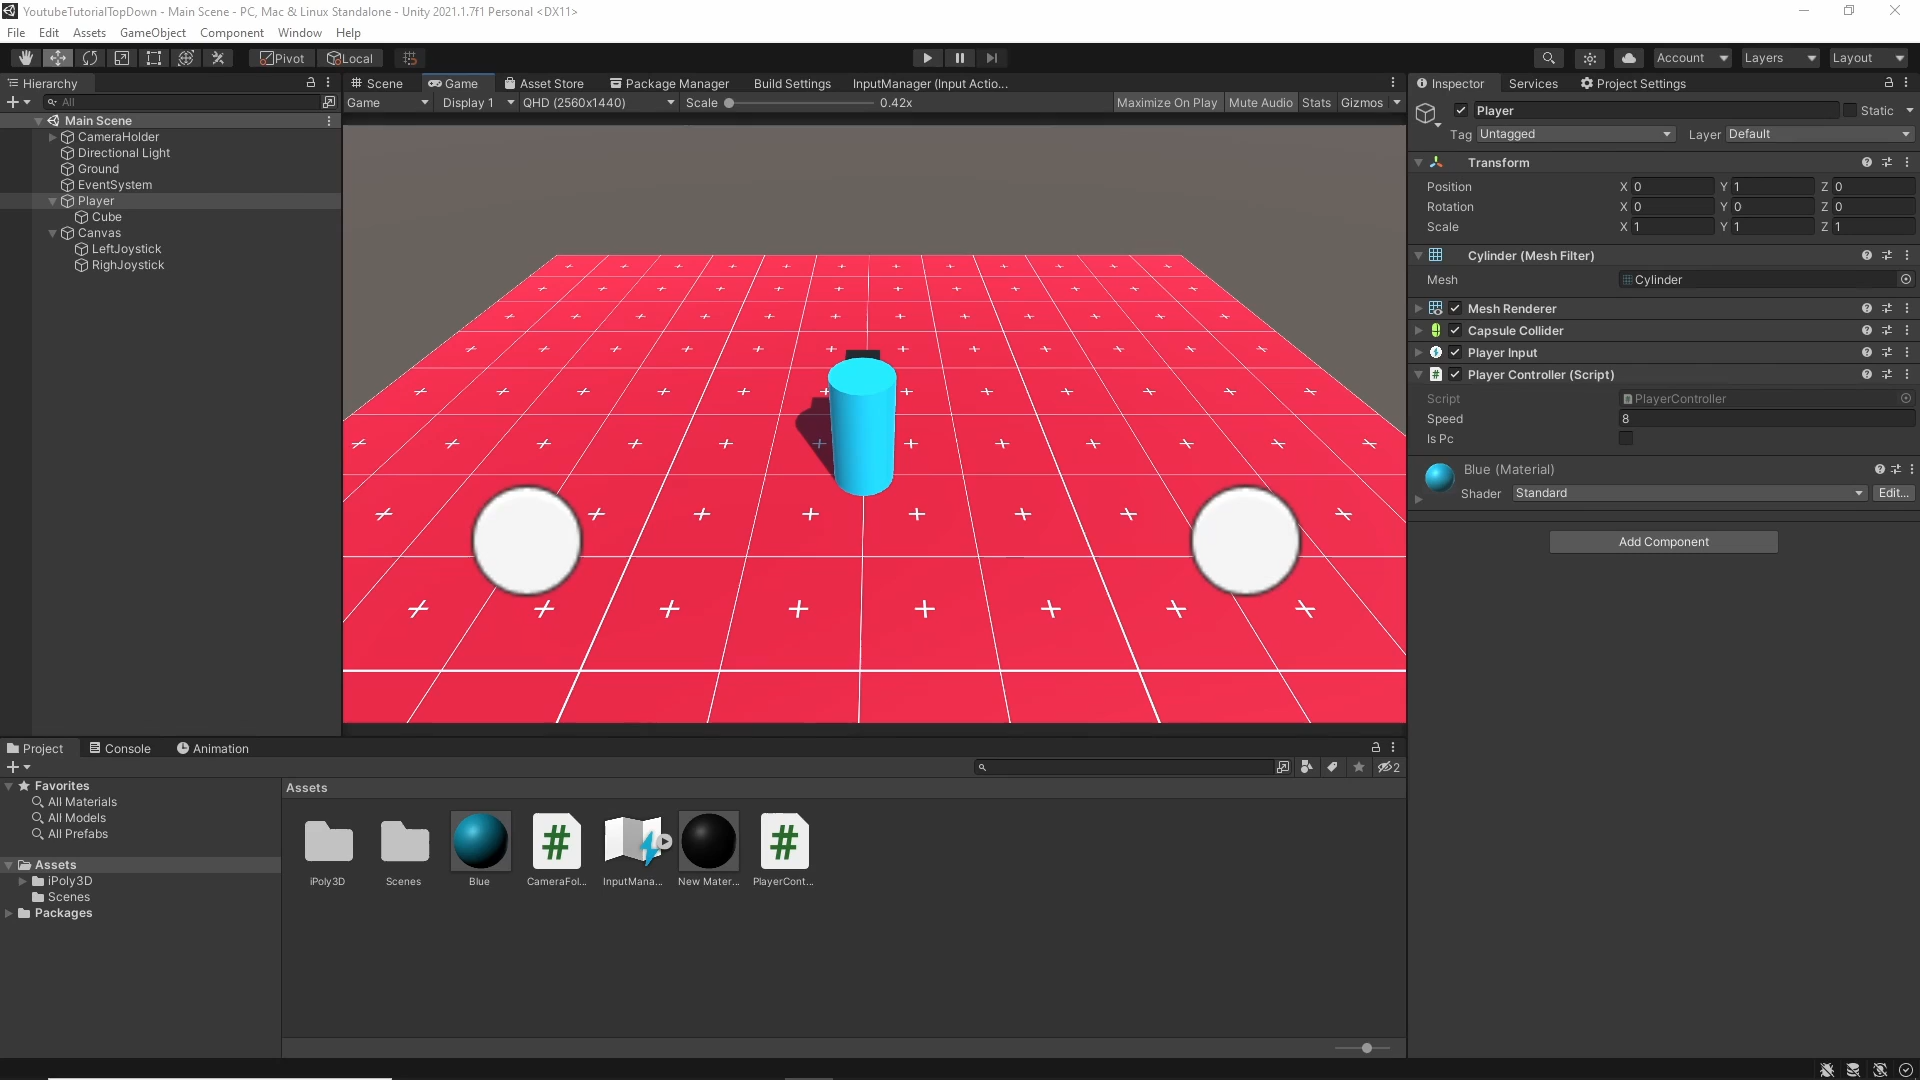 YoutubeTutorialTopDown - Main Scene - PC, Mac & Linux Standalone - Unity 2021.1.7f1 Personal <DX11>
File Edit Assets GameObject Component Window Help
Pivot Local Account Layers Layout
Hierarchy
All
Main Scene
CameraHolder
Directional Light
Ground
EventSystem
Player
Cube
Canvas
LeftJoystick
RighJoystick
Scene Game Asset Store Package Manager Build Settings InputManager (Input Actio...
Game Display 1 QHD (2560x1440) Scale 0.42x Maximize On Play Mute Audio Stats Gizmos
Inspector Services Project Settings
Player Static
Tag Untagged Layer Default
Transform
Position X 0 Y 1 Z 0
Rotation X 0 Y 0 Z 0
Scale X 1 Y 1 Z 1
Cylinder (Mesh Filter)
Mesh Cylinder
Mesh Renderer
Capsule Collider
Player Input
# Player Controller (Script)
Script PlayerController
Speed 8
Is Pc
Blue (Material)
Shader Standard Edit...
Add Component
Project Console Animation
2
Favorites
All Materials
All Models
All Prefabs
Assets
iPoly3D
Scenes
Packages
Assets
# #
iPoly3D Scenes Blue CameraFol... InputMana... New Mater... PlayerCont...